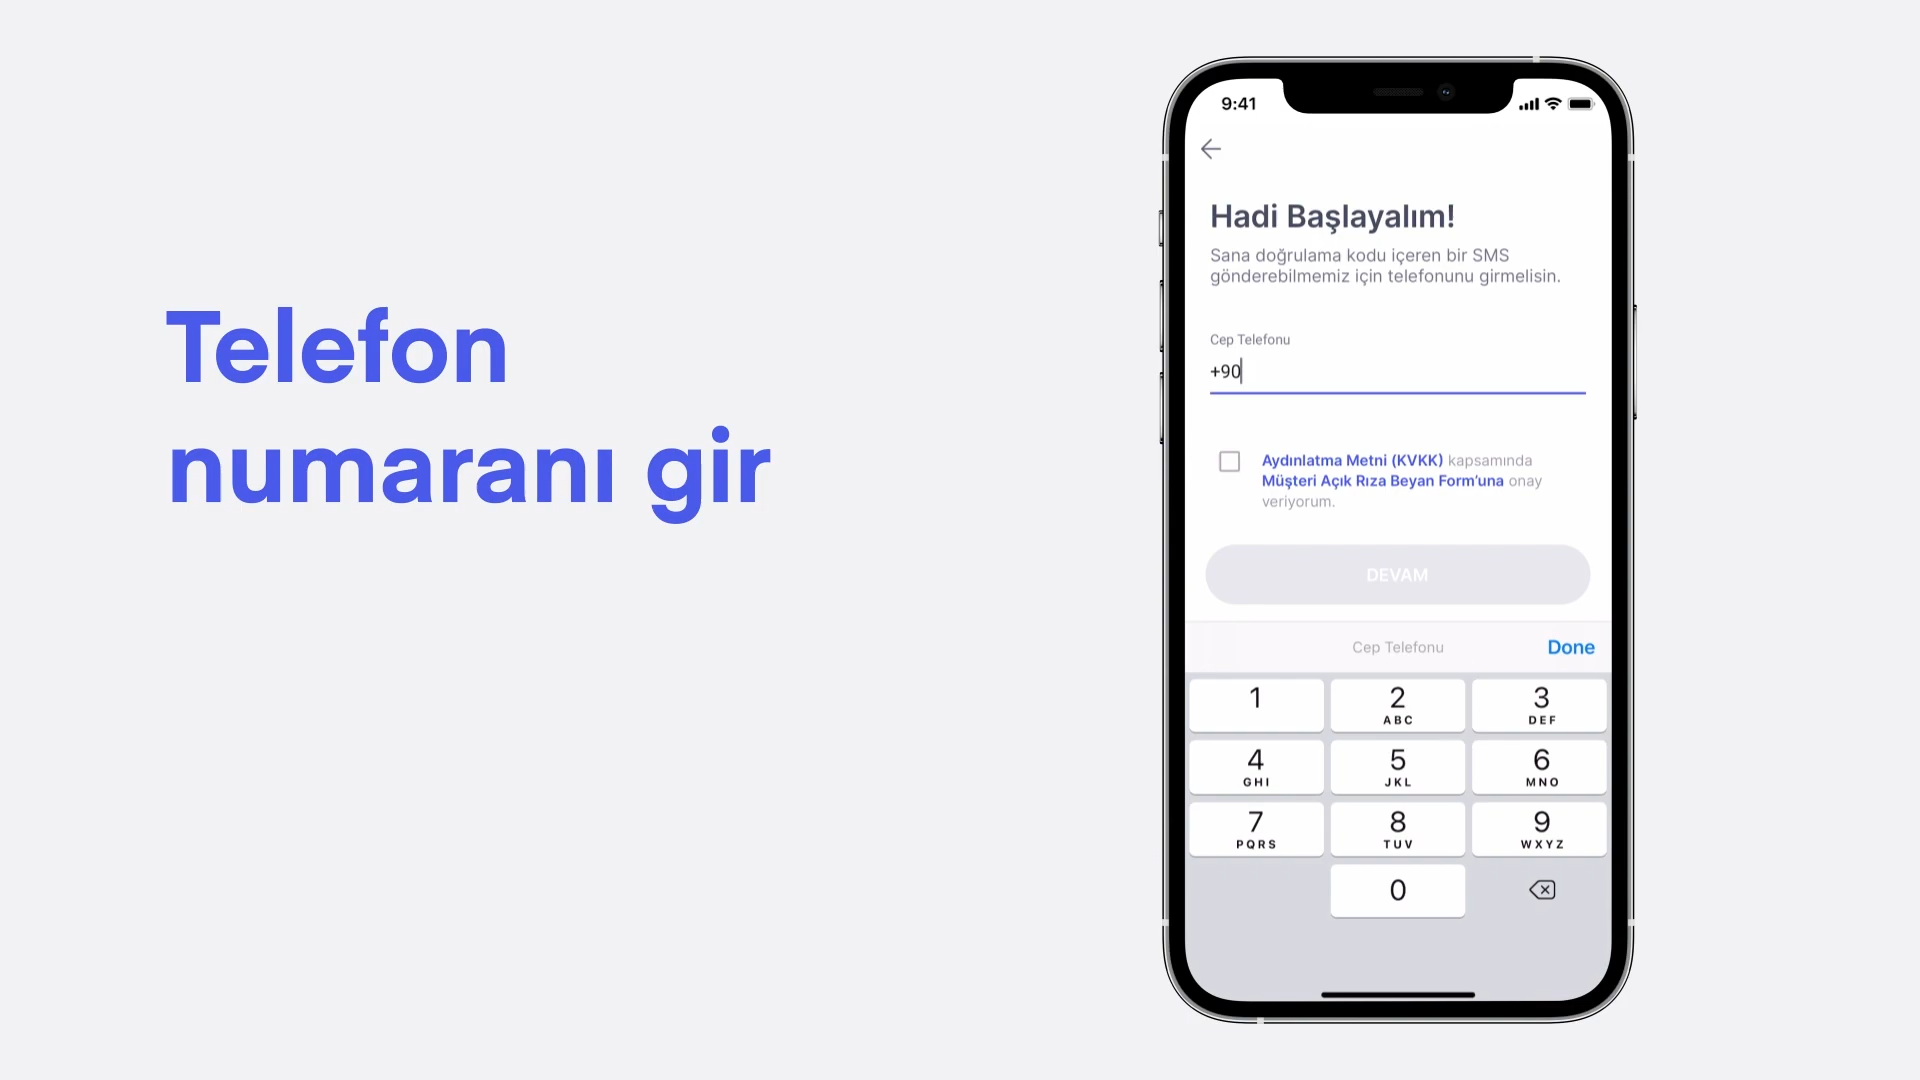 Telefon
numaranı gir
9:41
Hadi Başlayalım!
Sana doğrulama kodu içeren bir SMS
gönderebilmemiz için telefonunu girmelisin.
Cep Telefonu
+90
Aydınlatma Metni (KVKK) kapsamında
Müşteri Açık Rıza Beyan Form'una onay
veriyorum.
DEVAM
Cep Telefonu Done
1 2 3
ABC DEF
4 5 6
GHI JKL MNO
7 8 9
PQRS TUV WXYZ
0